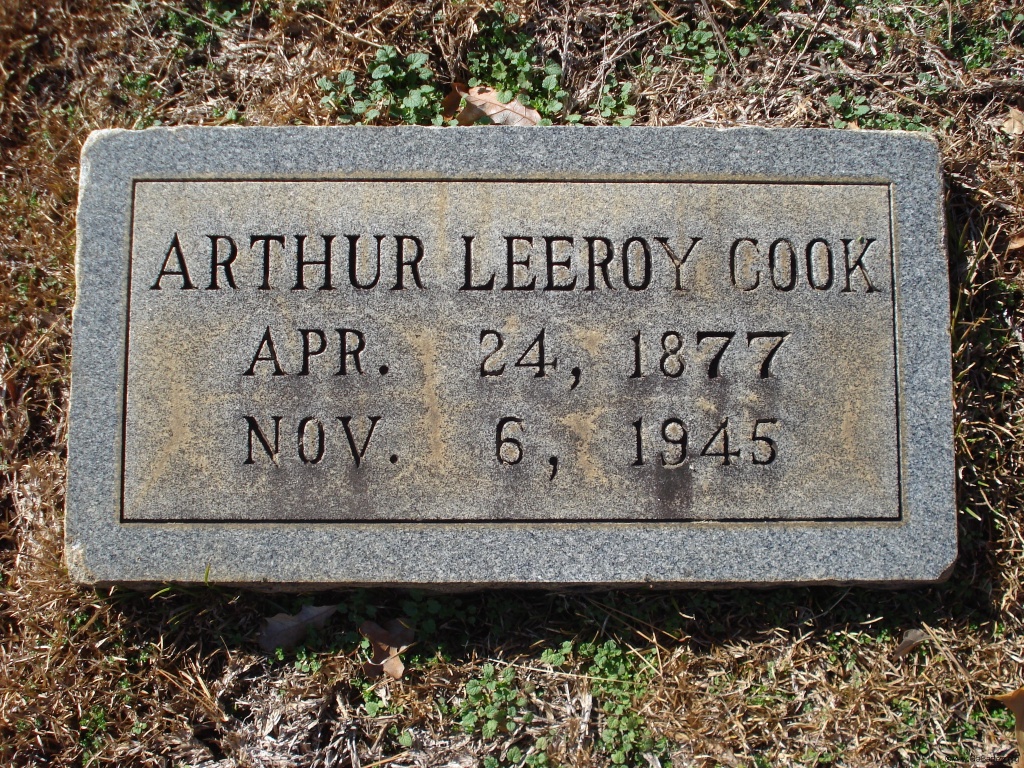 ARTHUR LEEROY COOK
APR. 24, 1877
NOV. 6, 1945